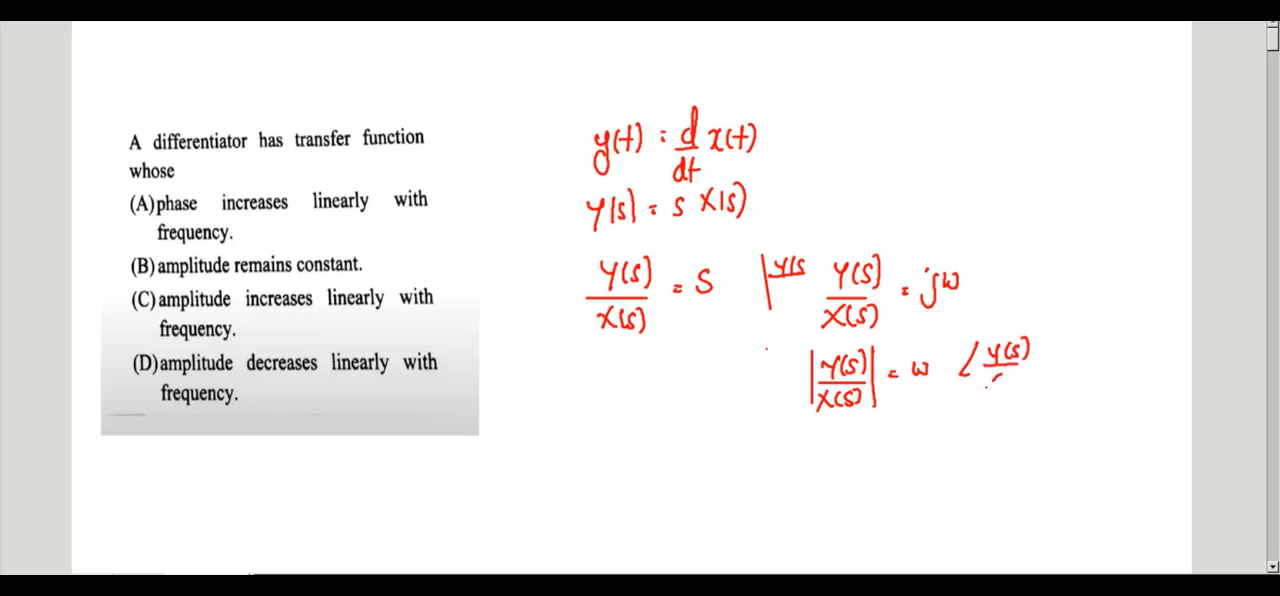 A differentiator has transfer function
whose
(A) phase increases linearly with
frequency.
(B) amplitude remains constant.
(C) amplitude increases linearly with
frequency.
(D) amplitude decreases linearly with
frequency.
y(t) = d/dt x(t)
Y(s) = s X(s)
Y(s)/X(s) = S
|Y(s Y(s)/X(s) = jω
|Y(s)/X(s)| = ω ∠Y(s)/